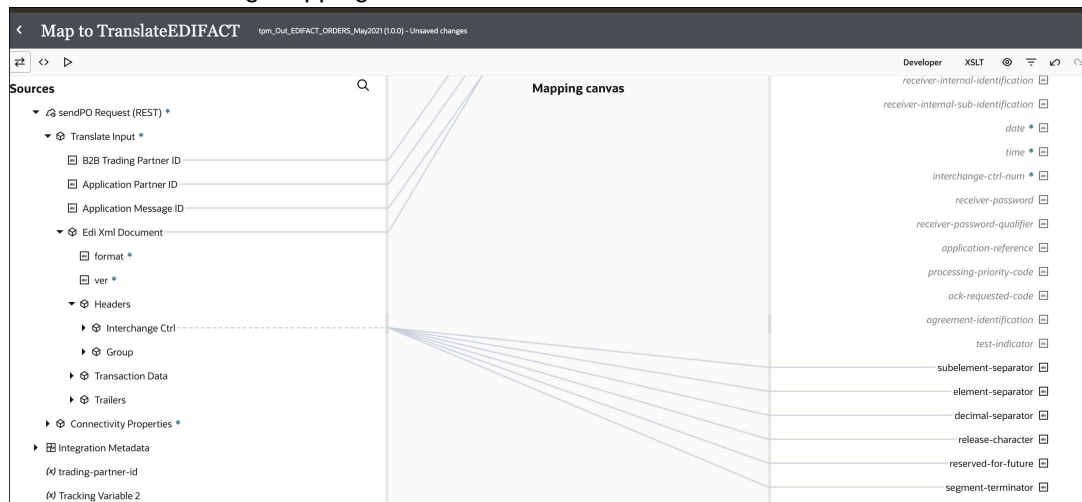 Map to TranslateEDIFACT tpm_Out_EDIFACT_ORDERS_May2021 (1.0.0) - Unsaved changes
Developer XSLT
Sources
Mapping canvas
sendPO Request (REST) *
Translate Input *
B2B Trading Partner ID
Application Partner ID
Application Message ID
Edi Xml Document
format *
ver *
Headers
Interchange Ctrl
Group
Transaction Data
Trailers
Connectivity Properties *
Integration Metadata
(x) trading-partner-id
(x) Tracking Variable 2
receiver-internal-identification
receiver-internal-sub-identification
date *
time *
interchange-ctrl-num *
receiver-password
receiver-password-qualifier
application-reference
processing-priority-code
ack-requested-code
agreement-identification
test-indicator
subelement-separator
element-separator
decimal-separator
release-character
reserved-for-future
segment-terminator